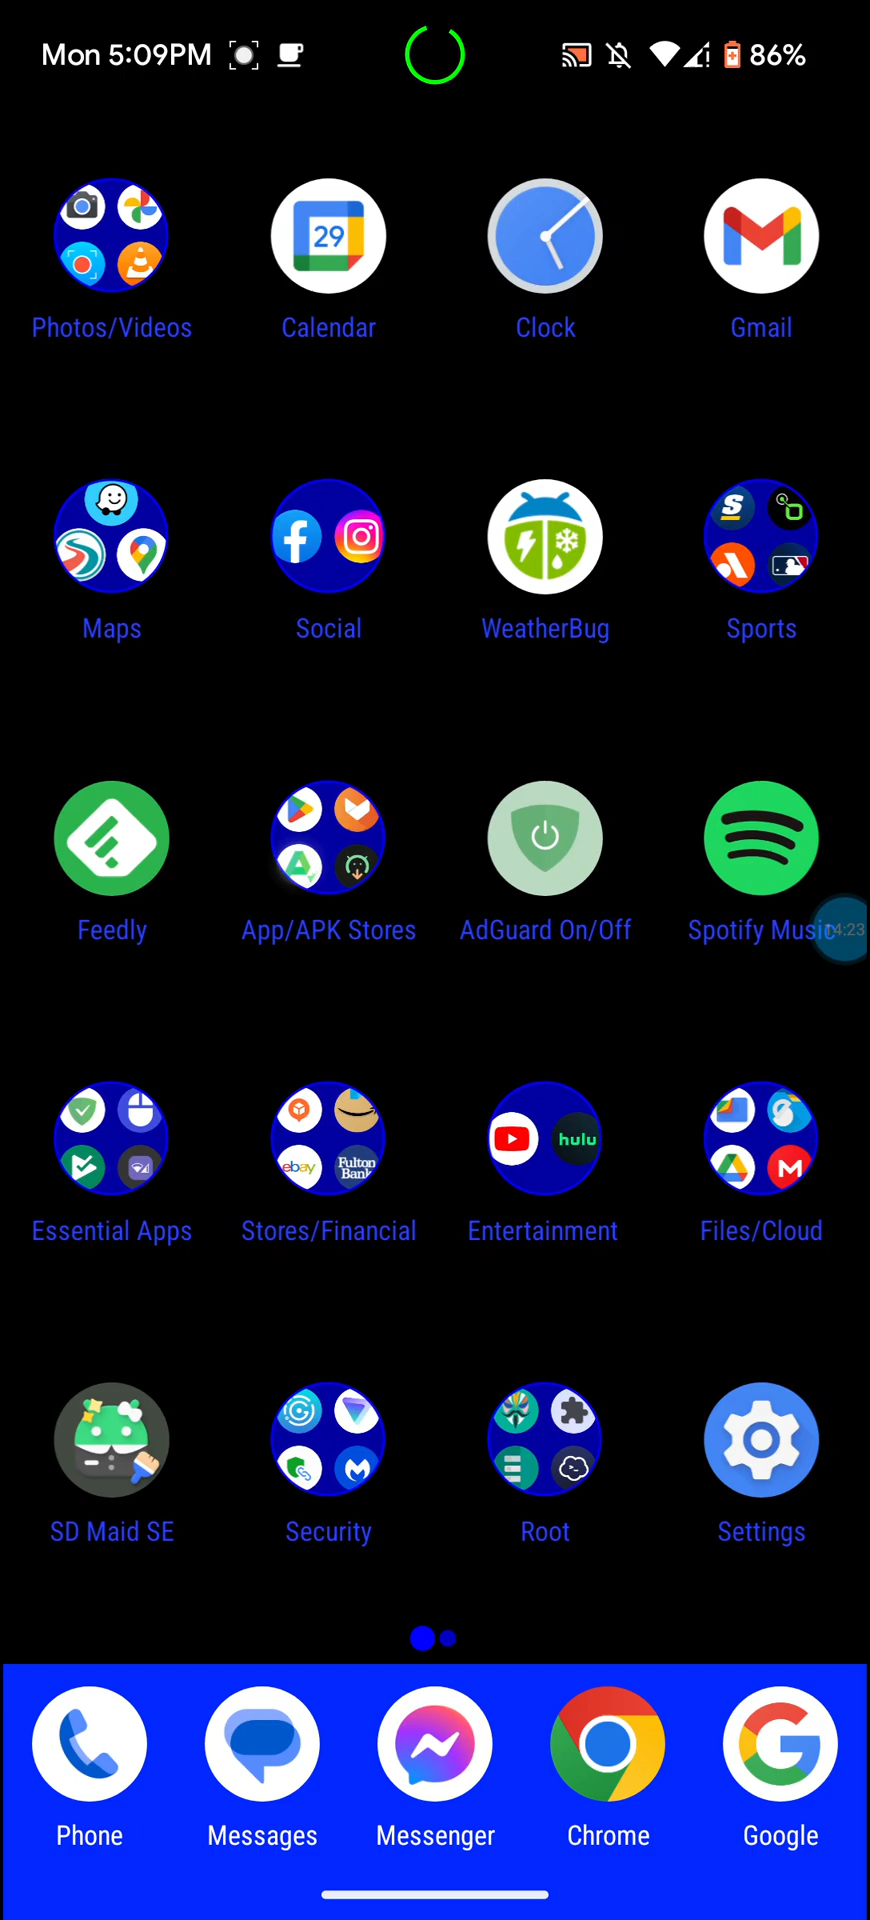 Mon 5:09PM 86%
29
Photos/Videos Calendar Clock Gmail
Maps Social WeatherBug Sports
Feedly App/APK Stores AdGuard On/Off Spotify Music
14:23
ebay Fulton Bank hulu
Essential Apps Stores/Financial Entertainment Files/Cloud
SD Maid SE Security Root Settings
Phone Messages Messenger Chrome Google